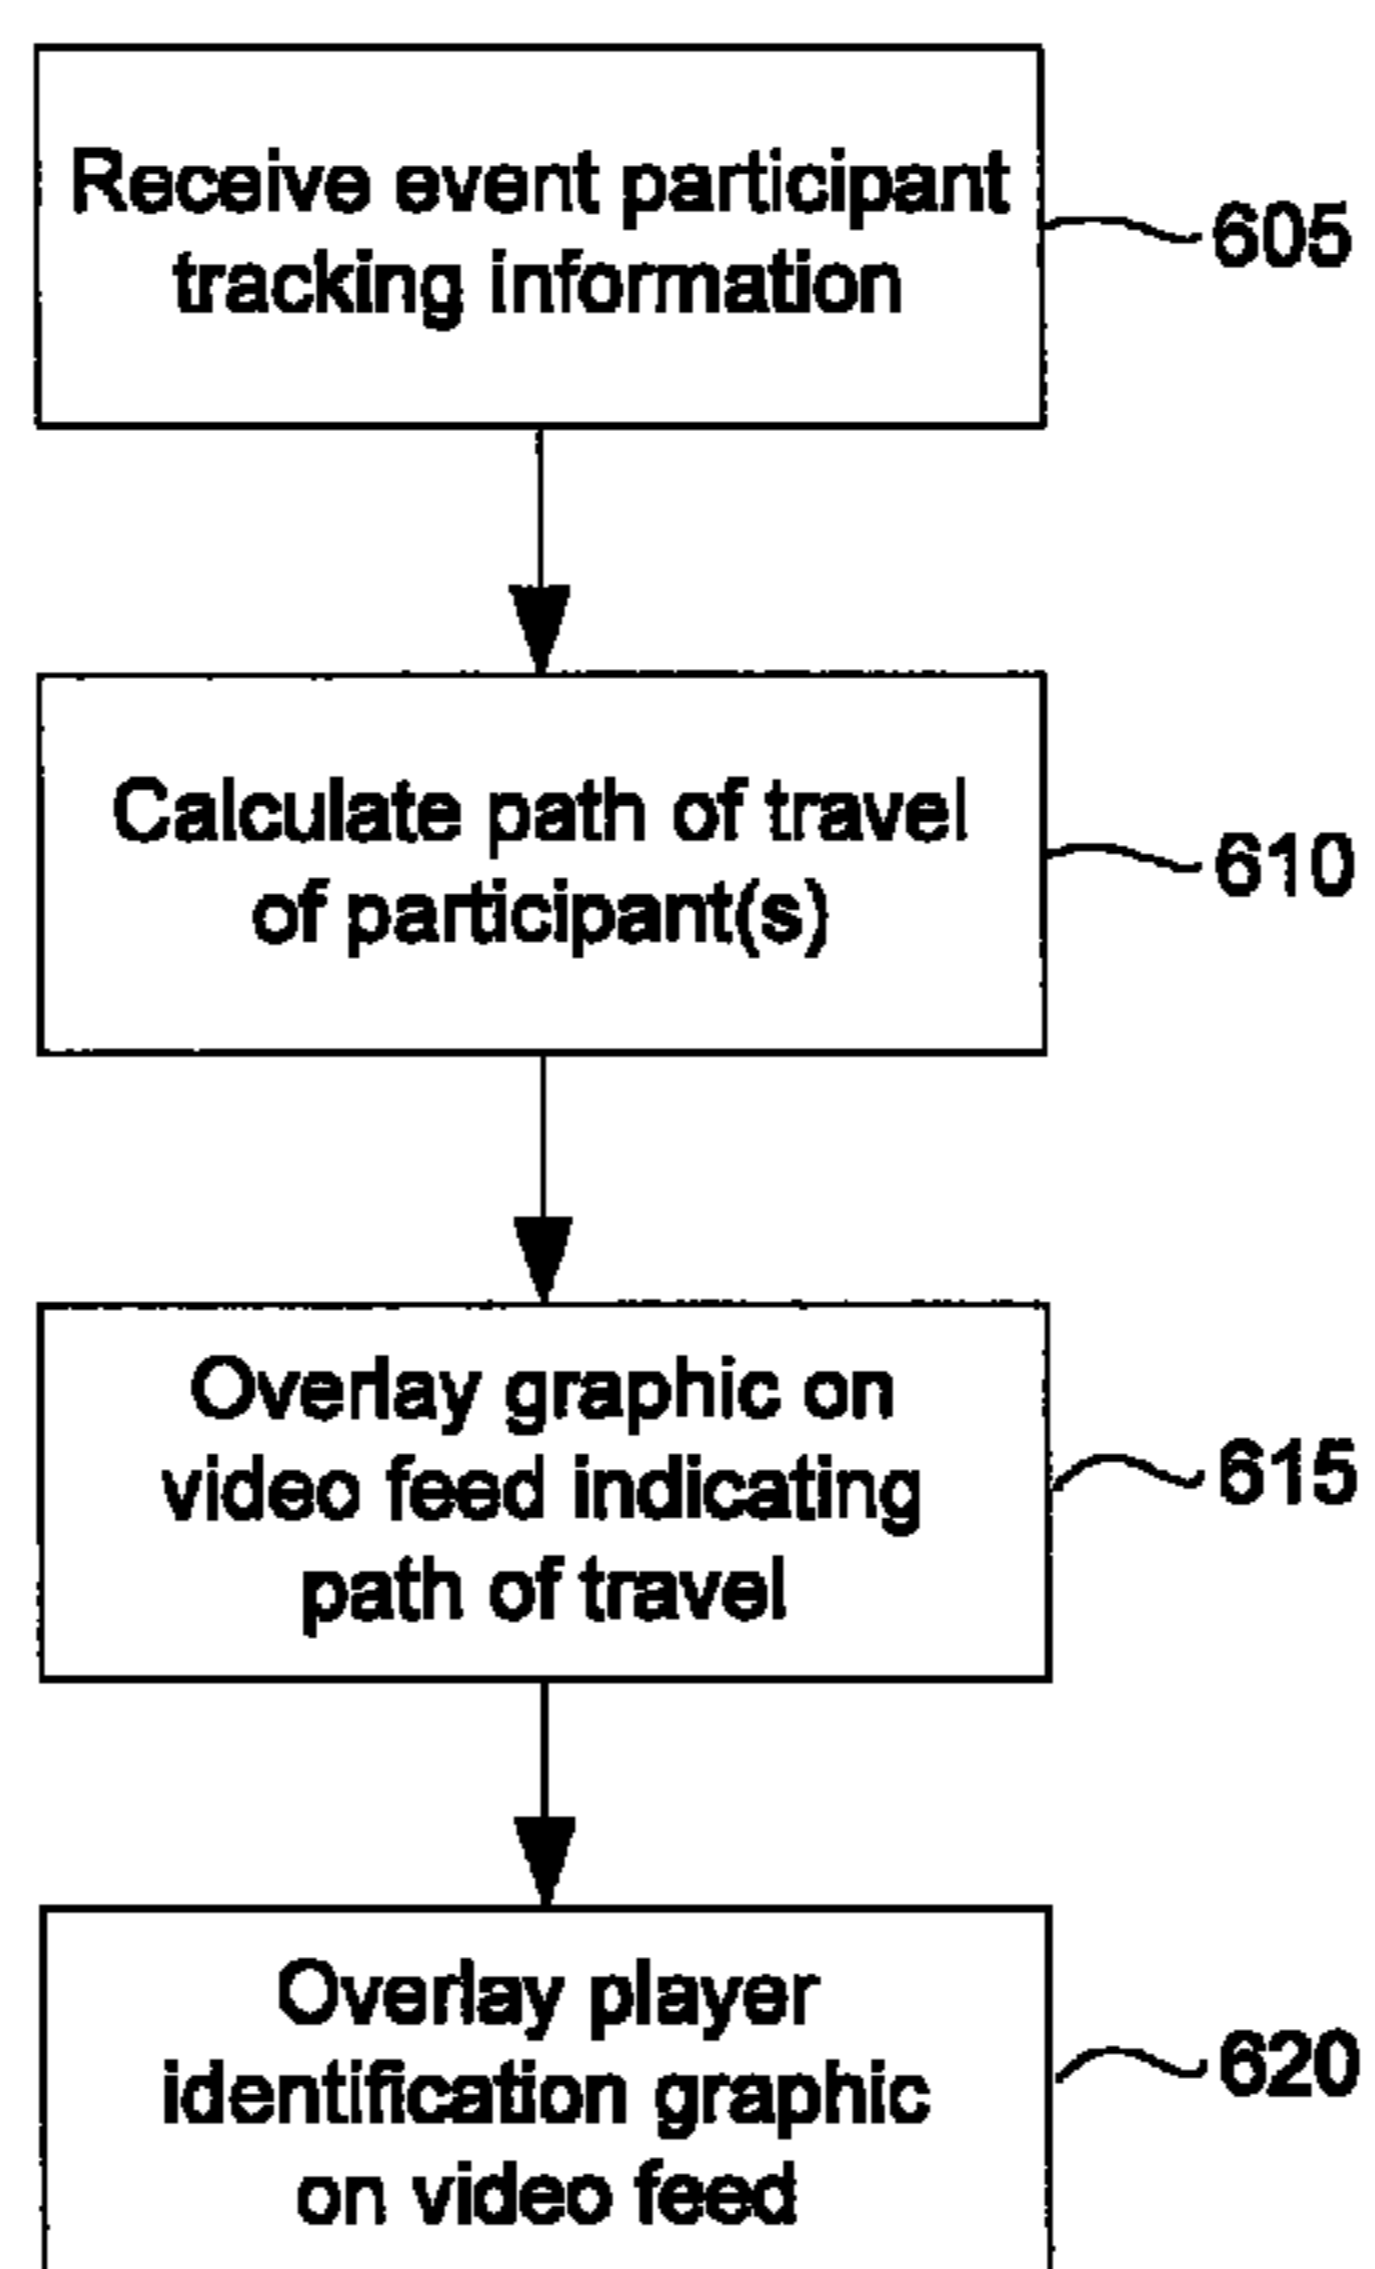 Receive event participant
tracking information
605
Calculate path of travel
of participant(s)
610
Overlay graphic on
video feed indicating
path of travel
615
Overlay player
identification graphic
on video feed
620